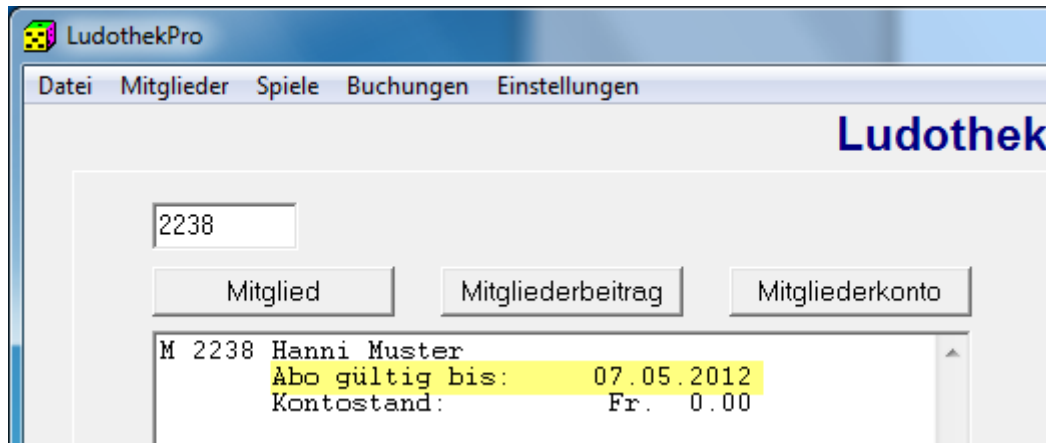 LudothekPro
Datei Mitglieder Spiele Buchungen Einstellungen
Ludothek
2238
Mitglied Mitgliederbeitrag Mitgliederkonto
M 2238 Hanni Muster
Abo gültig bis: 07.05.2012
Kontostand: Fr. 0.00